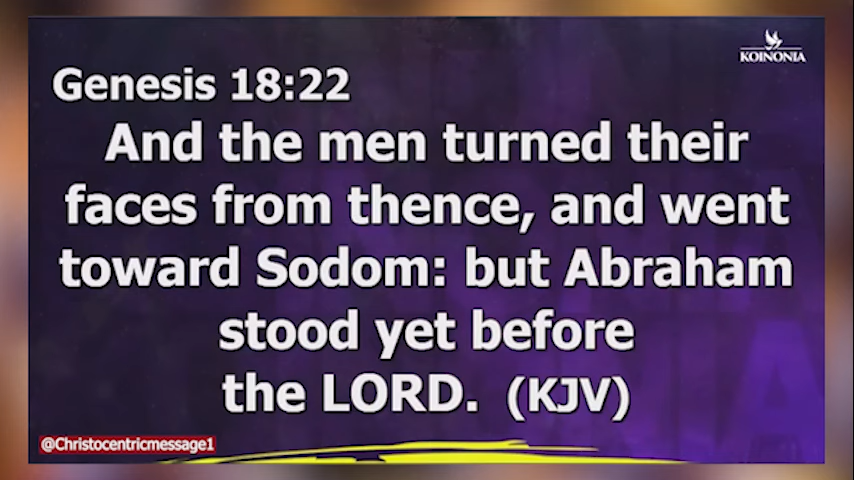 KOINONIA
Genesis 18:22
And the men turned their
faces from thence, and went
toward Sodom: but Abraham
stood yet before
the LORD. (KJV)
@Christocentricmessage1